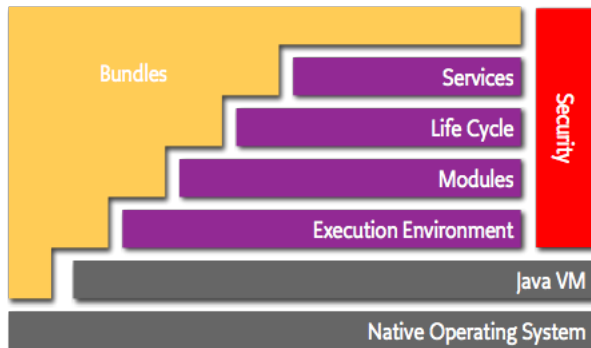 Bundles
Services
Life Cycle
Modules
Execution Environment
Security
Java VM
Native Operating System